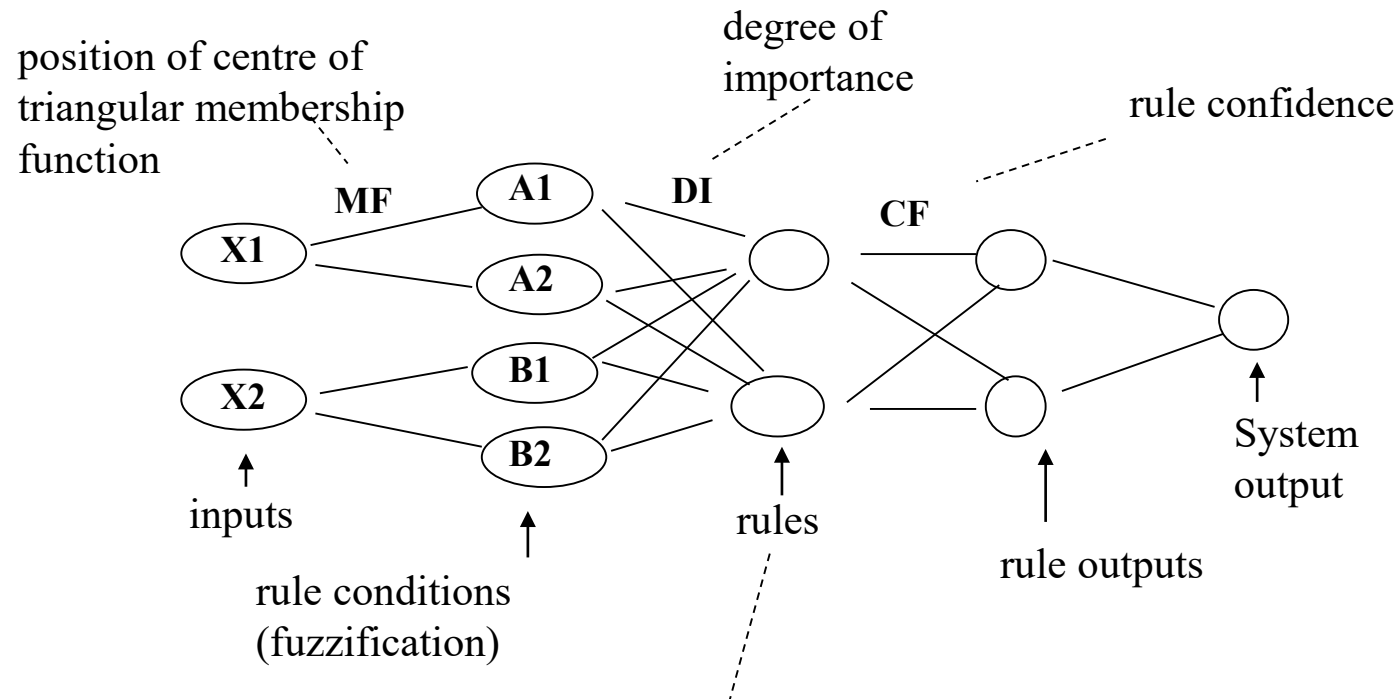 position of centre of
triangular membership
function
degree of
importance
rule confidence
MF
A1
DI
CF
X1
A2
B1
X2
B2
inputs
rule conditions
(fuzzification)
rules
rule outputs
System
output